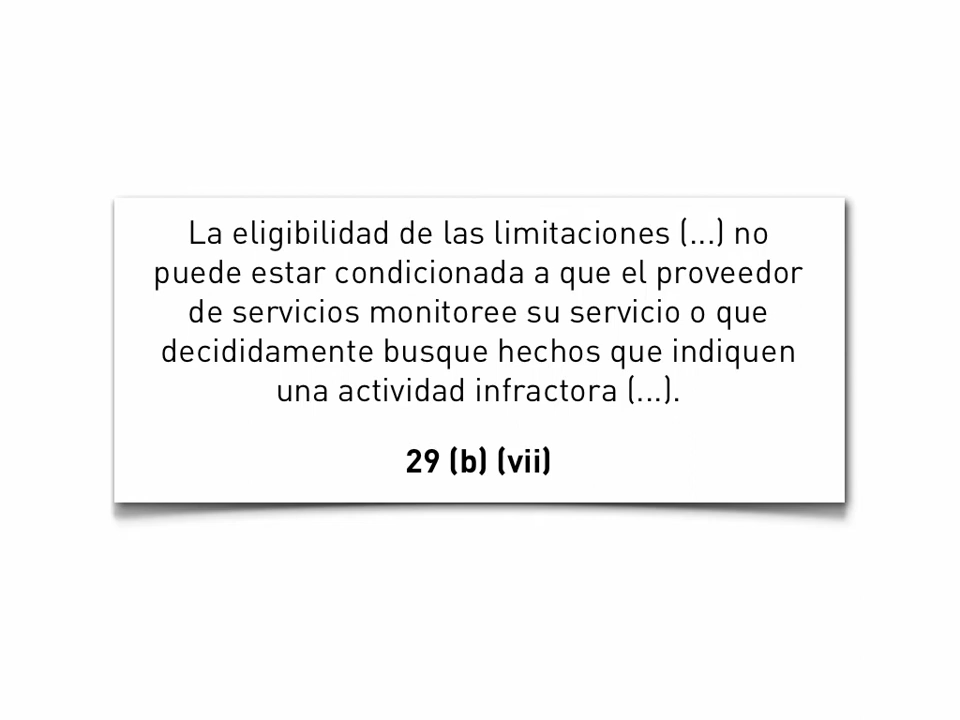 La eligibilidad de las limitaciones (...) no
puede estar condicionada a que el proveedor
de servicios monitoree su servicio o que
decididamente busque hechos que indiquen
una actividad infractora (...).
29 (b) (vii)